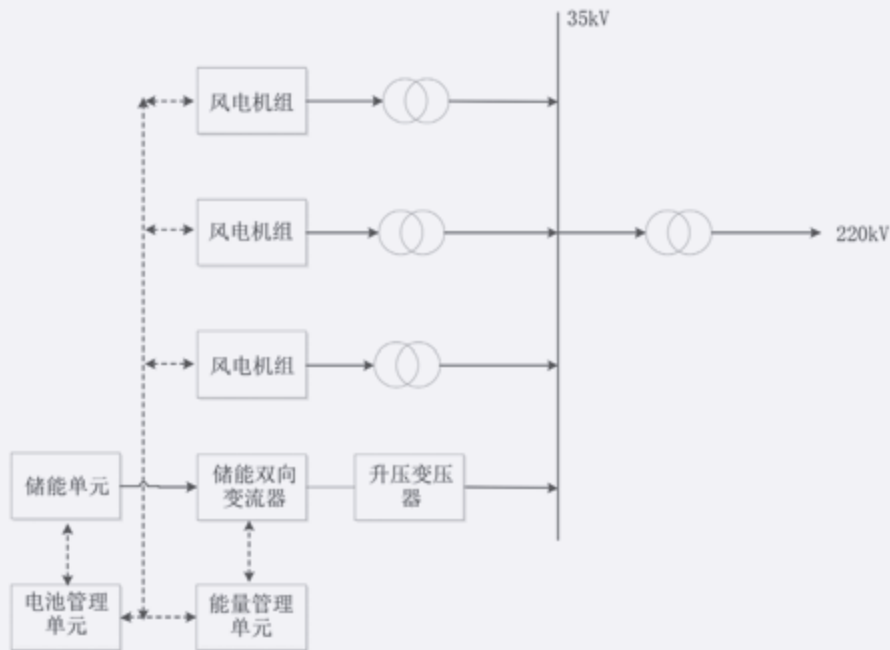 35kV
风电机组
风电机组
220kV
风电机组
储能单元
储能双向
变流器
升压变压
器
电池管理
单元
能量管理
单元